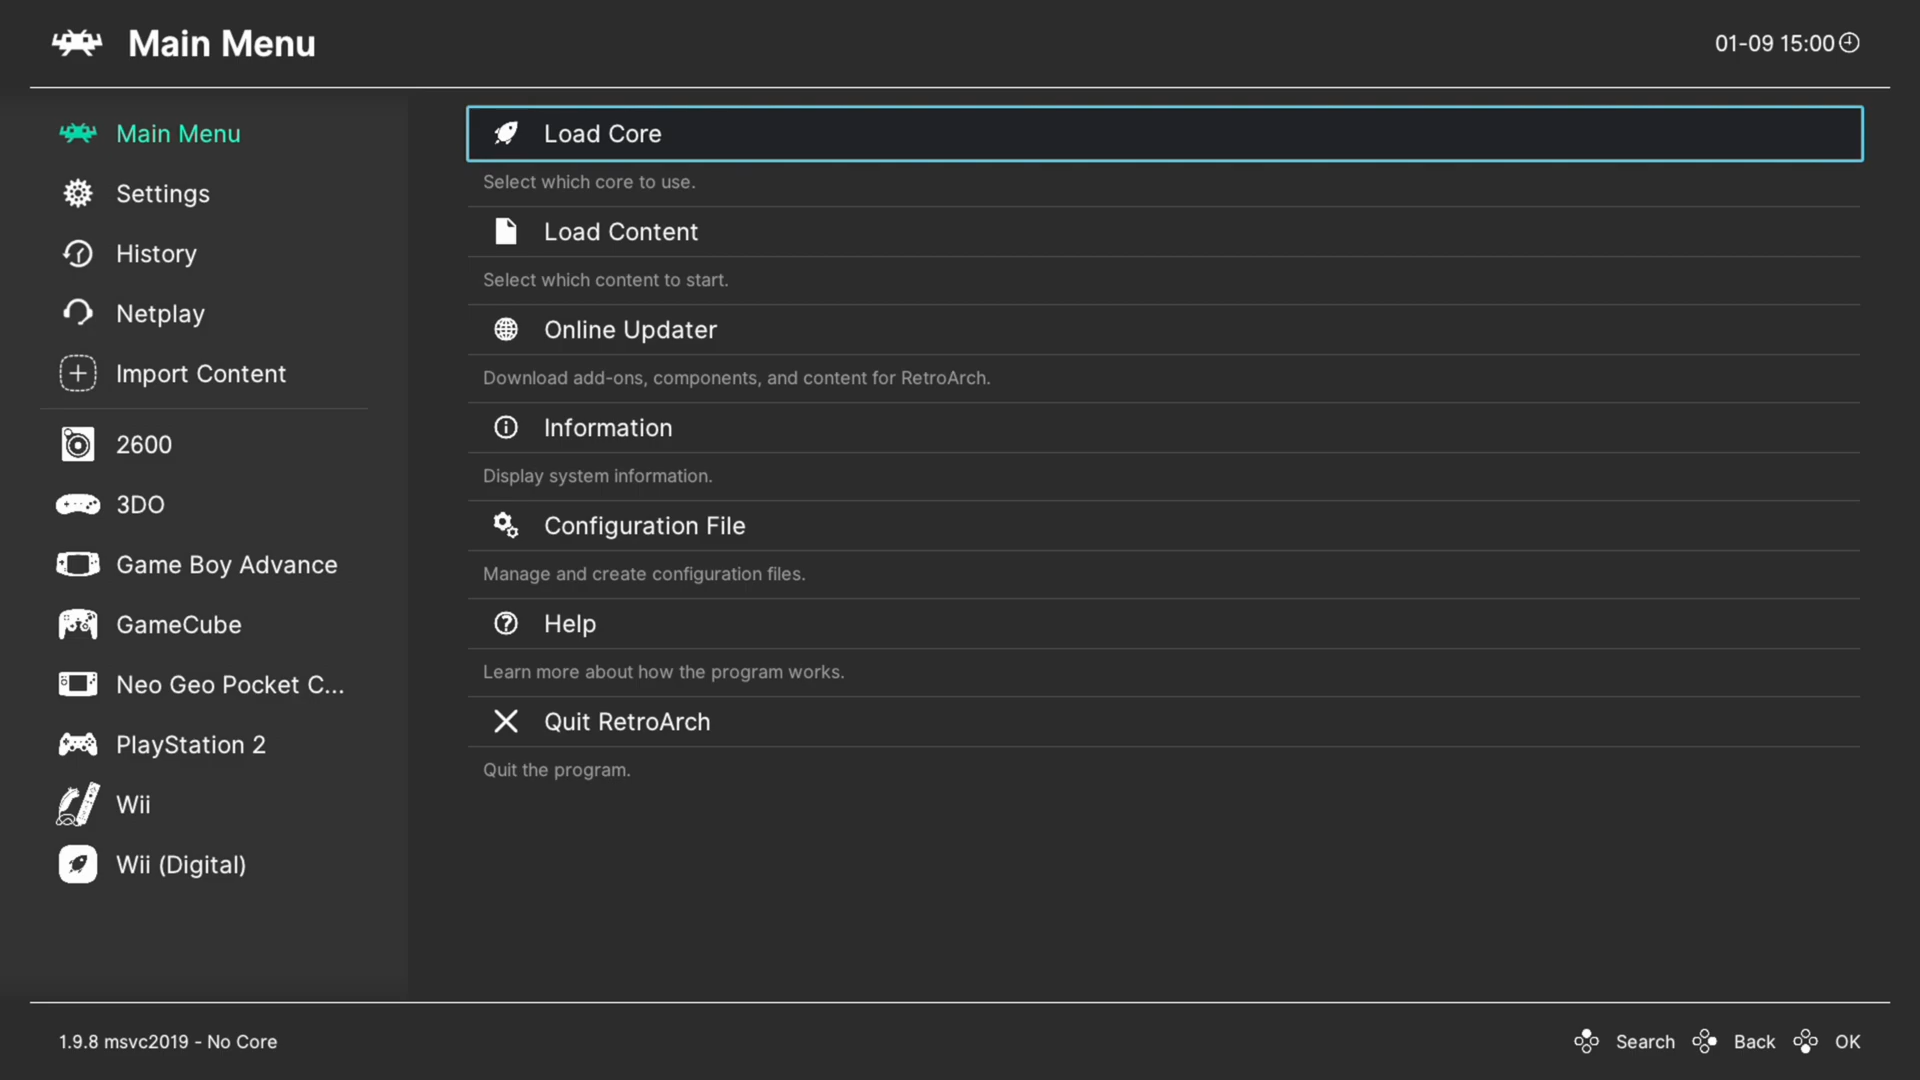 Main Menu
01-09 15:00
Main Menu
Settings
History
Netplay
Import Content
2600
3DO
Game Boy Advance
GameCube
Neo Geo Pocket C...
PlayStation 2
Wii
Wii (Digital)
Load Core
Select which core to use.
Load Content
Select which content to start.
Online Updater
Download add-ons, components, and content for RetroArch.
Information
Display system information.
Configuration File
Manage and create configuration files.
Help
Learn more about how the program works.
Quit RetroArch
Quit the program.
1.9.8 msvc2019 - No Core
Search Back OK